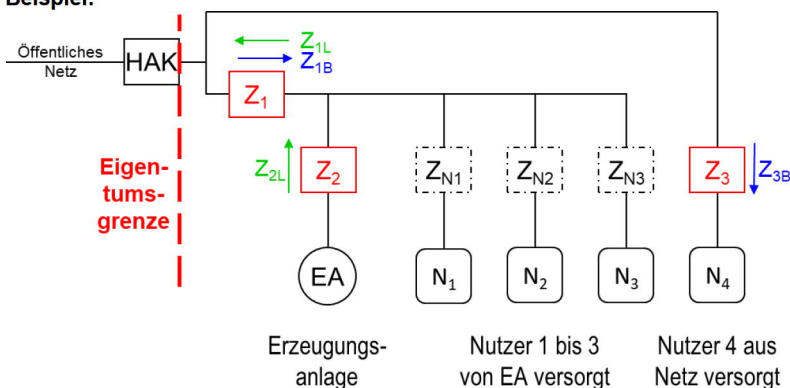 Beispiel:
Öffentliches
Netz
HAK
Z1L
Z1B
Z1
Eigen-
tums-
grenze
Z2L
Z2
ZN1
ZN2
ZN3
Z3
Z3B
EA
N1
N2
N3
N4
Erzeugungs-
anlage
Nutzer 1 bis 3
von EA versorgt
Nutzer 4 aus
Netz versorgt